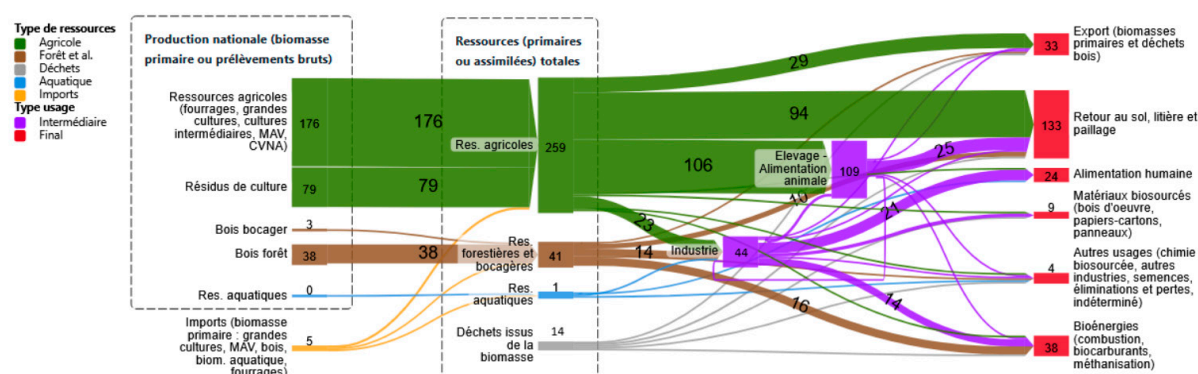 Type de ressources
Agricole
Forêt et al.
Déchets
Aquatique
Imports
Type usage
Intermédiaire
Final
Production nationale (biomasse
primaire ou prélèvements bruts)
Ressources (primaires
ou assimilées) totales
Ressources agricoles
(fourrages, grandes
cultures, cultures
intermédiaires, MAV,
CVNA)
176
176
Résidus de culture
79
79
Bois bocager
3
Bois forêt
38
38
Res. aquatiques
0
Imports (biomasse
primaire : grandes
cultures, MAV, bois,
biom. aquatique,
fourrages)
5
Res. agricoles
259
Res.
forestières et
bocagères
41
Res.
aquatiques
1
Déchets issus
de la
biomasse
14
29
94
106
23
10
14
16
Elevage -
Alimentation
animale
109
Industrie
44
25
21
14
33
Export (biomasses
primaires et déchets
bois)
133
Retour au sol, litière et
paillage
24
Alimentation humaine
9
Matériaux biosourcés
(bois d'oeuvre,
papiers-cartons,
panneaux)
4
Autres usages (chimie
biosourcée, autres
industries, semences,
éliminations et pertes,
indéterminé)
38
Bioénergies
(combustion,
biocarburants,
méthanisation)